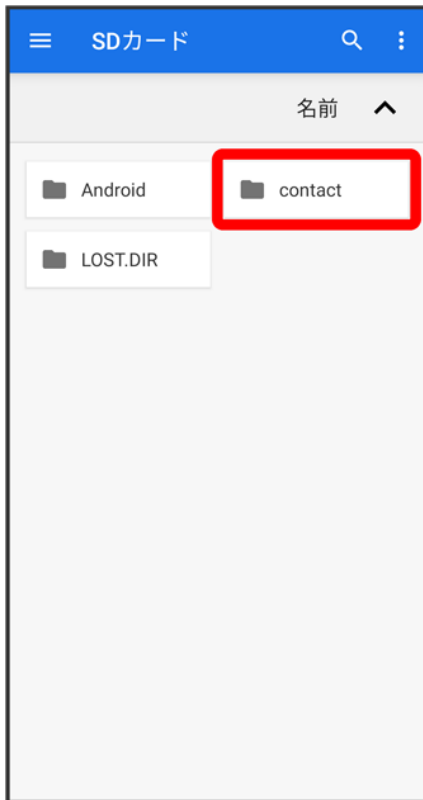 SDカード
名前
Android
contact
LOST.DIR